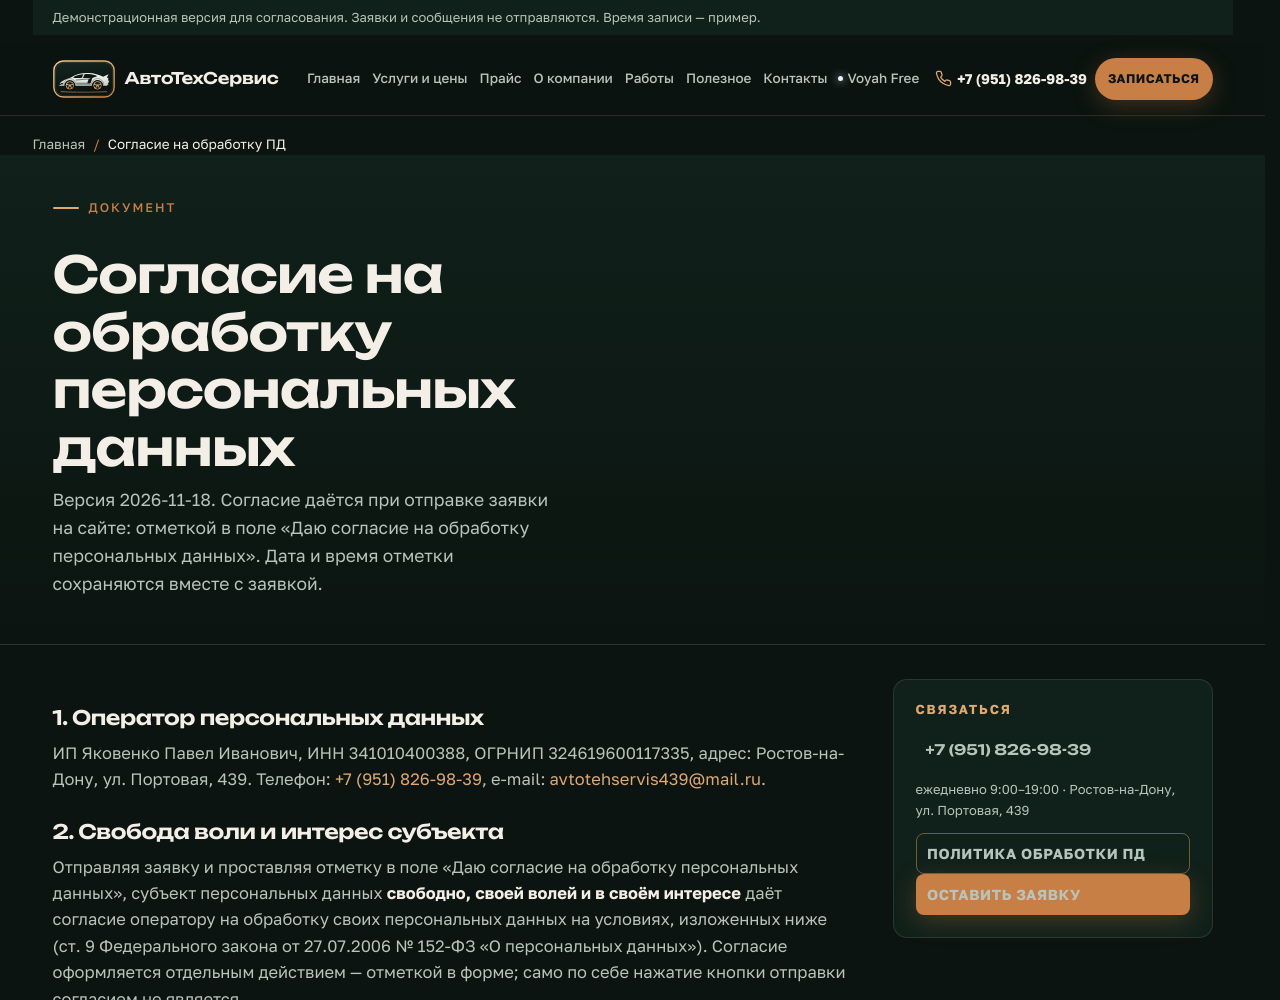 Демонстрационная версия для согласования. Заявки и сообщения не отправляются. Время записи — пример.
АвтоТехСервис
Главная Услуги и цены Прайс О компании Работы Полезное Контакты Voyah Free +7 (951) 826-98-39 ЗАПИСАТЬСЯ
Главная / Согласие на обработку ПД
ДОКУМЕНТ
Согласие на
обработку
персональных
данных
Версия 2026-11-18. Согласие даётся при отправке заявки
на сайте: отметкой в поле «Даю согласие на обработку
персональных данных». Дата и время отметки
сохраняются вместе с заявкой.
1. Оператор персональных данных
ИП Яковенко Павел Иванович, ИНН 341010400388, ОГРНИП 324619600117335, адрес: Ростов-на-
Дону, ул. Портовая, 439. Телефон: +7 (951) 826-98-39, e-mail: avtotehservis439@mail.ru.
2. Свобода воли и интерес субъекта
Отправляя заявку и проставляя отметку в поле «Даю согласие на обработку персональных
данных», субъект персональных данных свободно, своей волей и в своём интересе даёт
согласие оператору на обработку своих персональных данных на условиях, изложенных ниже
(ст. 9 Федерального закона от 27.07.2006 № 152-ФЗ «О персональных данных»). Согласие
оформляется отдельным действием — отметкой в форме; само по себе нажатие кнопки отправки
согласием не является.
СВЯЗАТЬСЯ
+7 (951) 826-98-39
ежедневно 9:00–19:00 · Ростов-на-Дону,
ул. Портовая, 439
ПОЛИТИКА ОБРАБОТКИ ПД
ОСТАВИТЬ ЗАЯВКУ